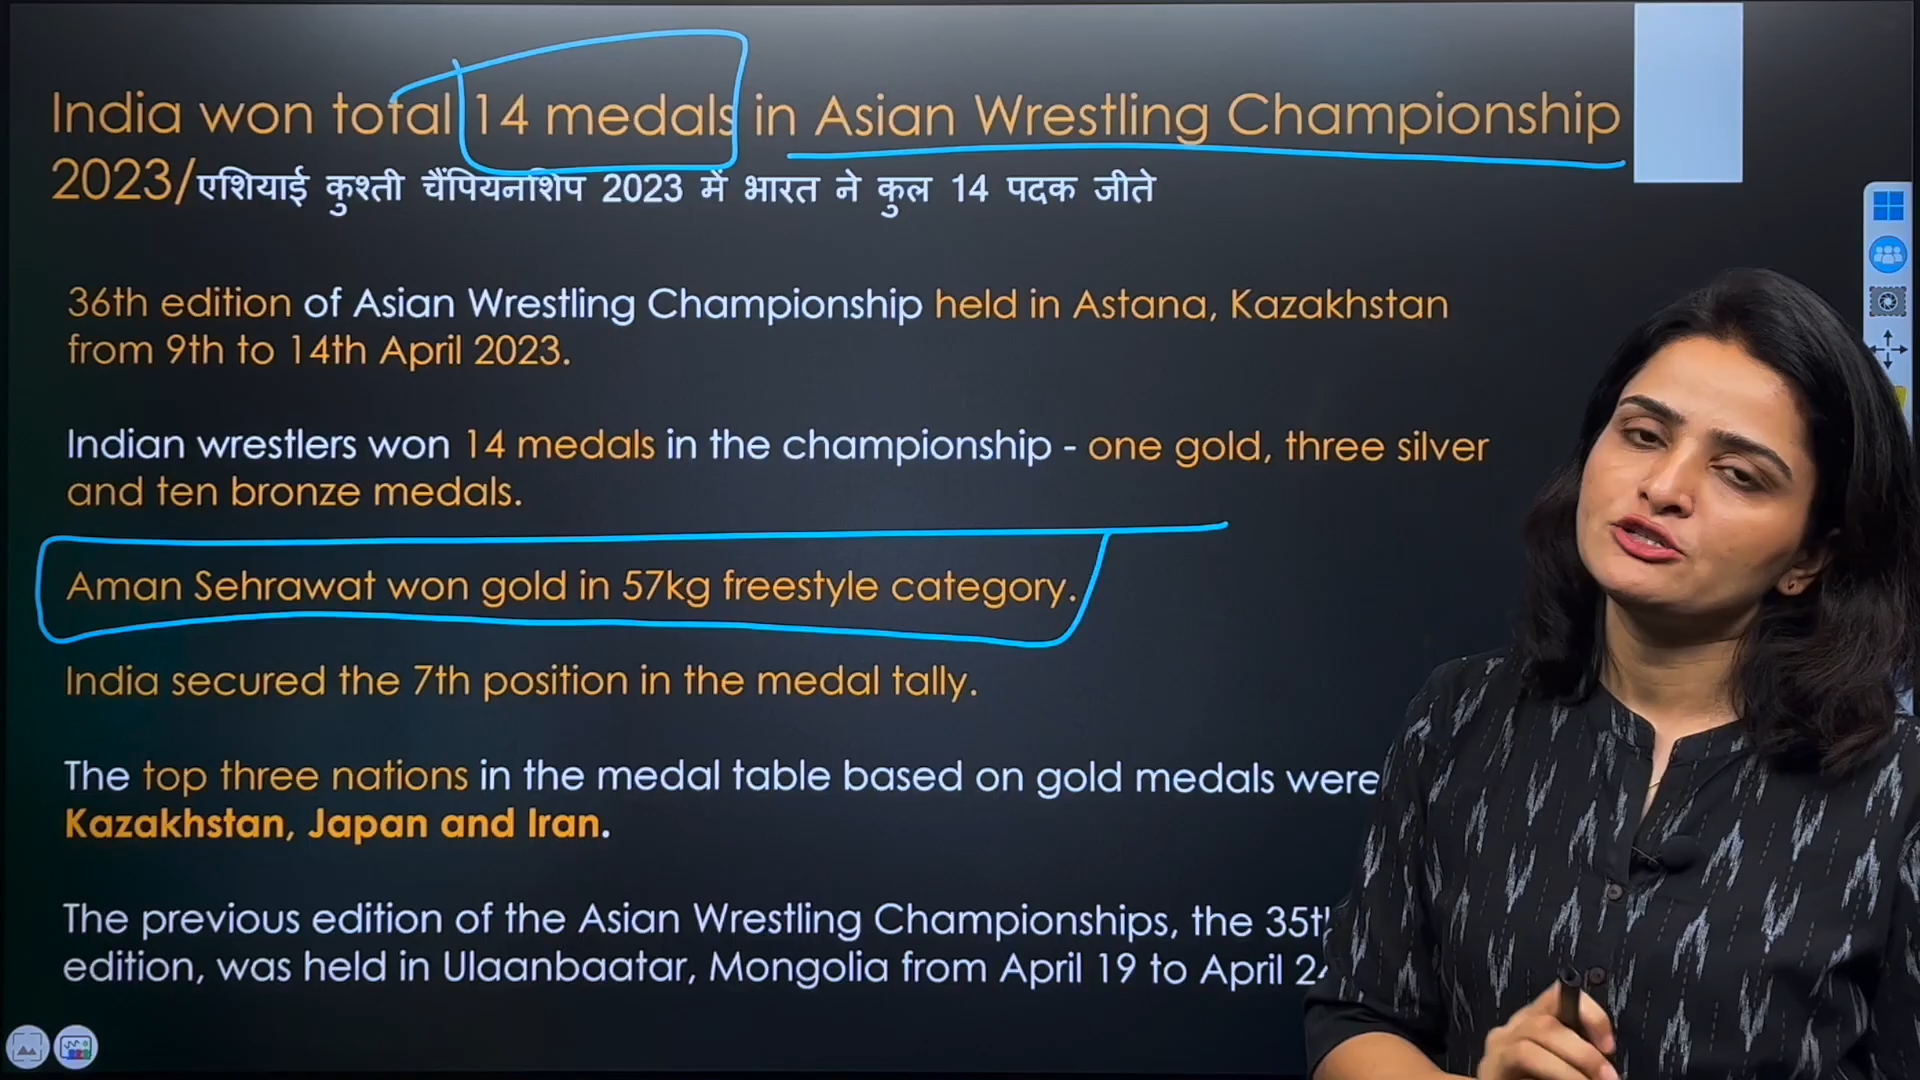 India won total 14 medals in Asian Wrestling Championship
2023/एशियाई कुश्ती चैंपियनशिप 2023 में भारत ने कुल 14 पदक जीते
36th edition of Asian Wrestling Championship held in Astana, Kazakhstan
from 9th to 14th April 2023.
Indian wrestlers won 14 medals in the championship - one gold, three silver
and ten bronze medals.
Aman Sehrawat won gold in 57kg freestyle category.
India secured the 7th position in the medal tally.
The top three nations in the medal table based on gold medals were
Kazakhstan, Japan and Iran.
The previous edition of the Asian Wrestling Championships, the
edition, was held in Ulaanbaatar, Mongolia from April 19 to April